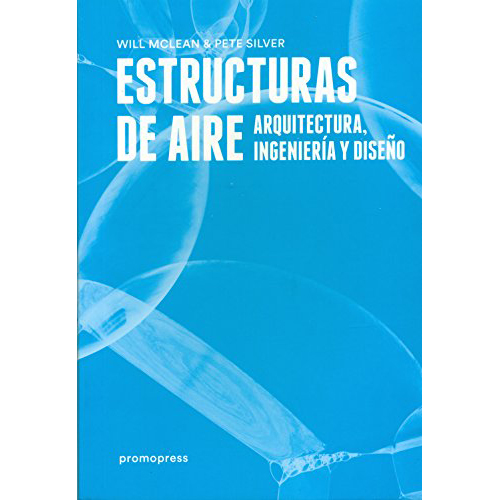 WILL MCLEAN & PETE SILVER
ESTRUCTURAS
DE AIRE
ARQUITECTURA,
INGENIERÍA Y DISEÑO
promopress